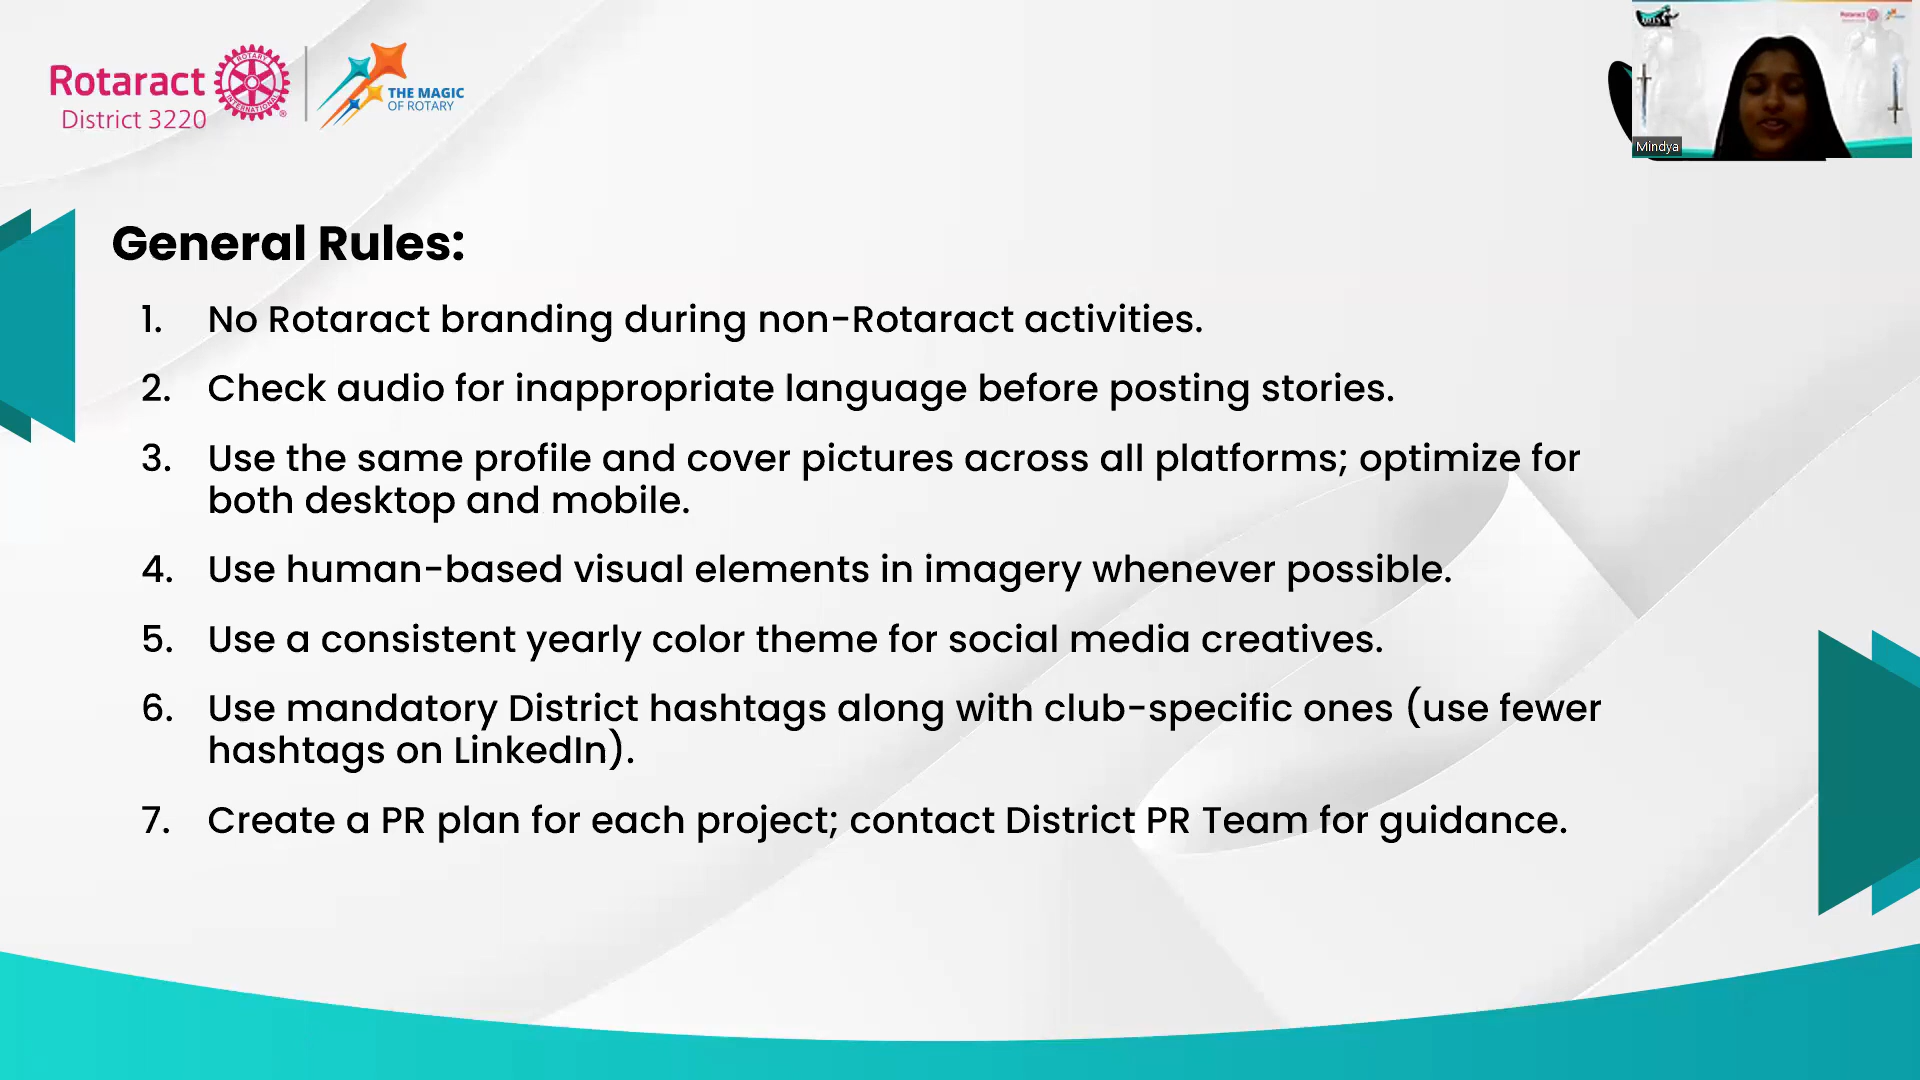 Rotaract
District 3220
ROTARY
INTERNATIONAL
THE MAGIC
OF ROTARY
Mindya
General Rules:
1. No Rotaract branding during non-Rotaract activities.
2. Check audio for inappropriate language before posting stories.
3. Use the same profile and cover pictures across all platforms; optimize for
both desktop and mobile.
4. Use human-based visual elements in imagery whenever possible.
5. Use a consistent yearly color theme for social media creatives.
6. Use mandatory District hashtags along with club-specific ones (use fewer
hashtags on LinkedIn).
7. Create a PR plan for each project; contact District PR Team for guidance.